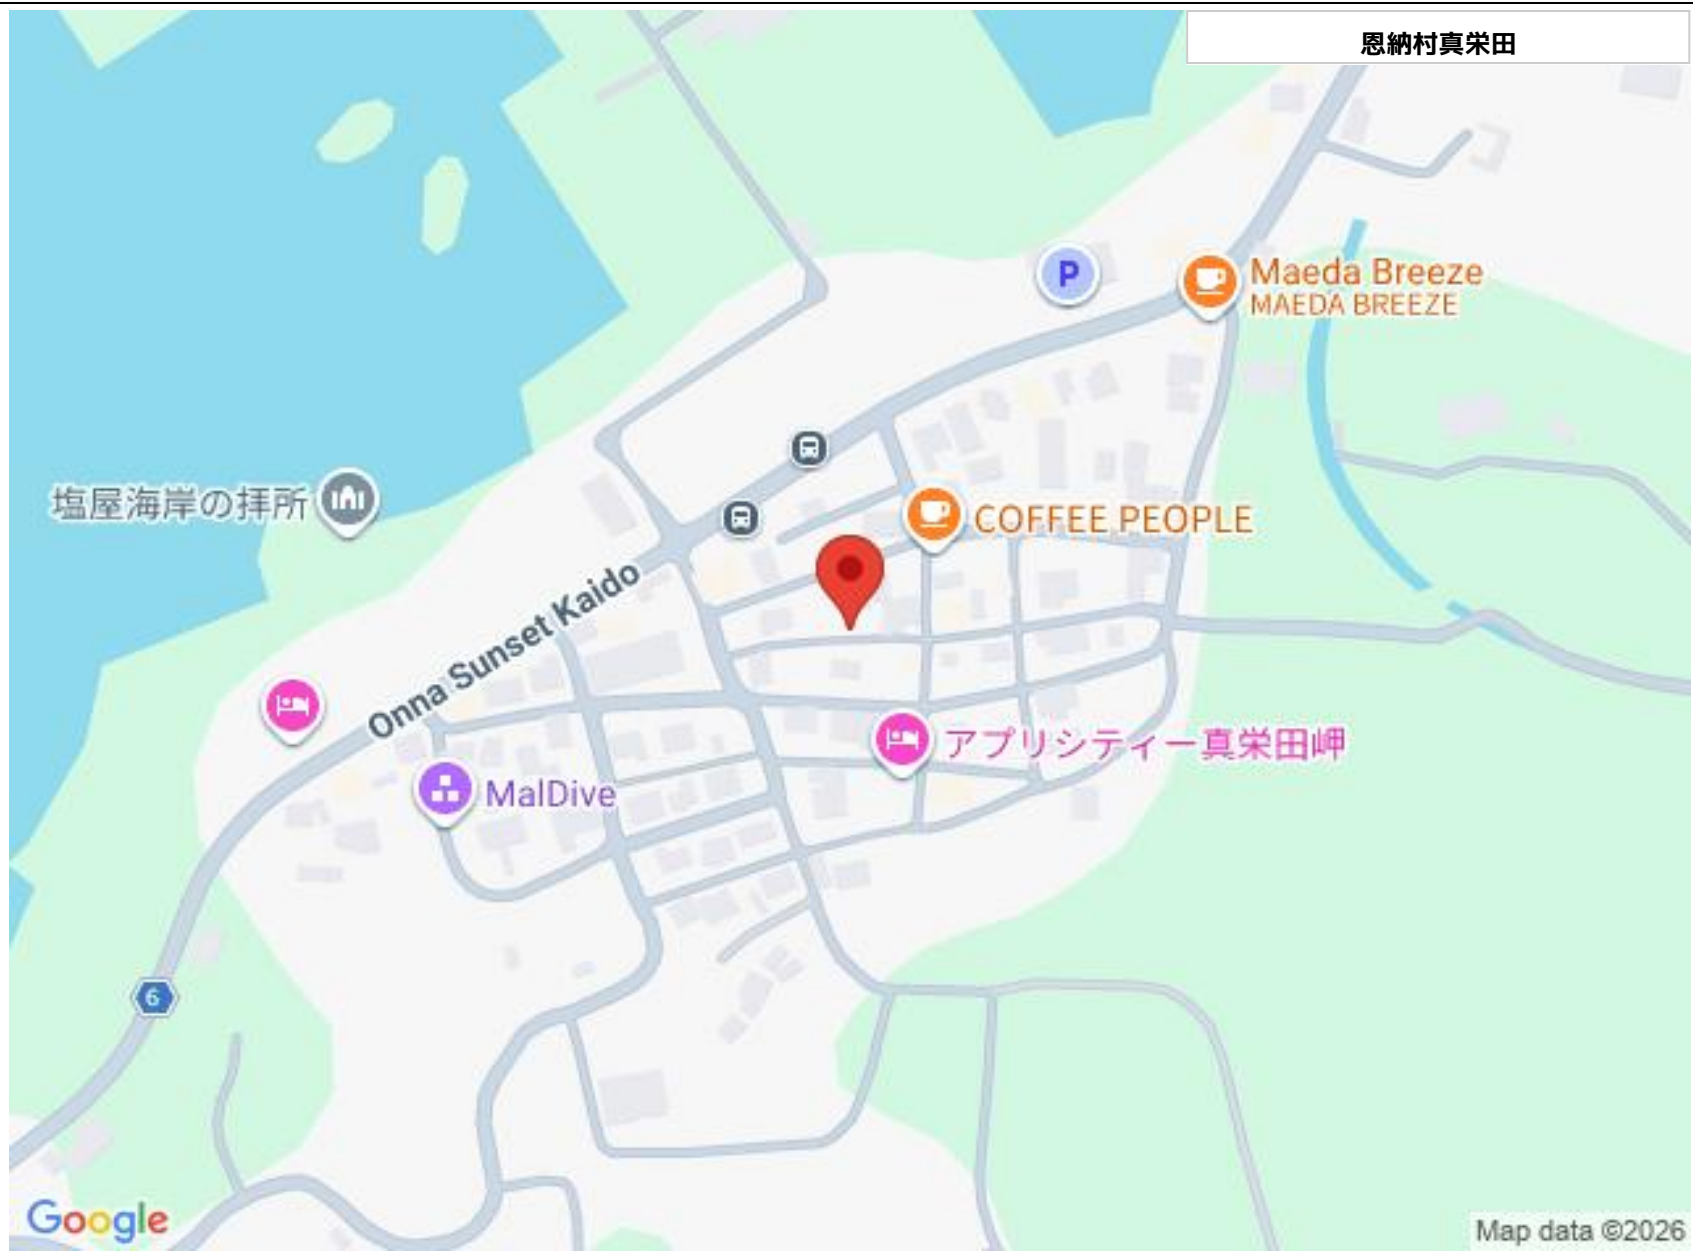 恩納村真栄田
P
Maeda Breeze
MAEDA BREEZE
塩屋海岸の拝所
COFFEE PEOPLE
Onna Sunset Kaido
アプリシティー真栄田岬
MalDive
6
Google
Map data ©2026